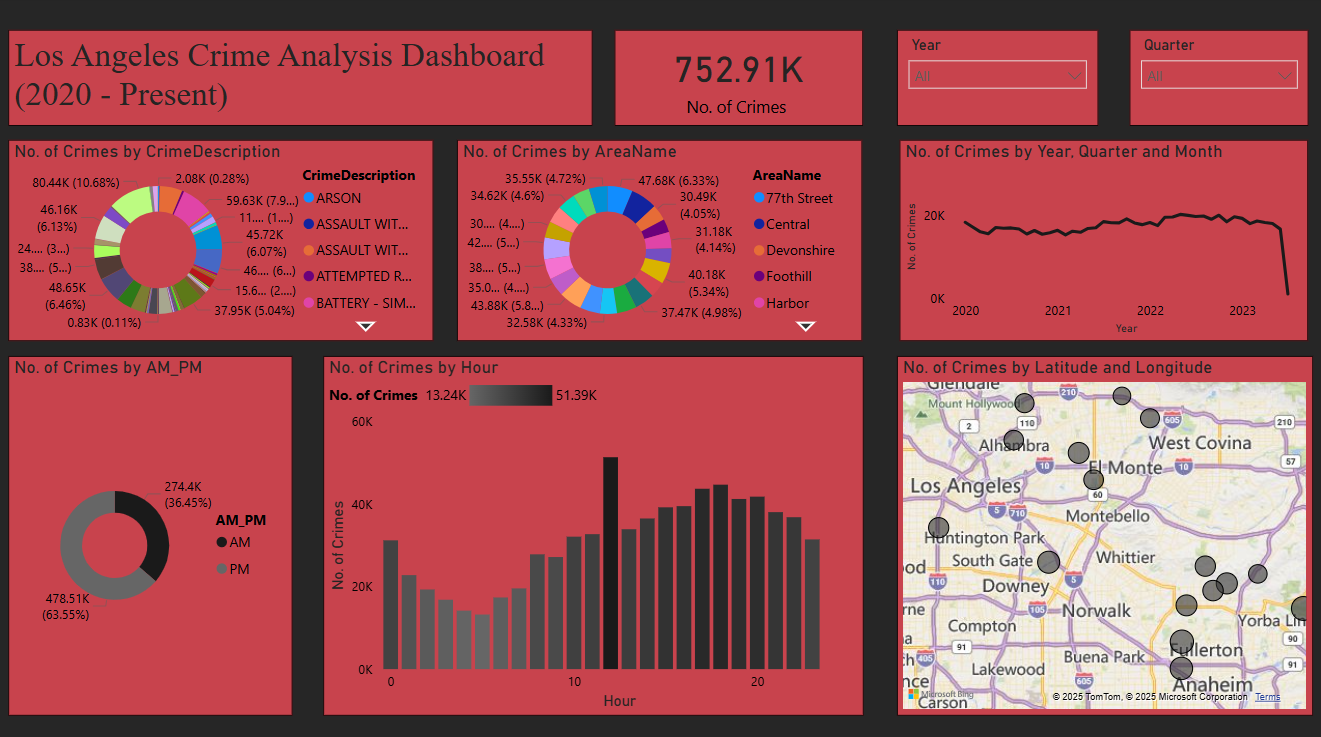 Los Angeles Crime Analysis Dashboard
(2020 - Present)
752.91K
No. of Crimes
Year
All
Quarter
All
No. of Crimes by CrimeDescription
80.44K (10.68%)
2.08K (0.28%)
59.63K (7.9...)
11.... (1....)
46.16K
(6.13%)
45.72K
(6.07%)
24.... (3...)
46.... (6...)
38.... (5...)
15.6... (2....)
48.65K
(6.46%)
37.95K (5.04%)
0.83K (0.11%)
CrimeDescription
ARSON
ASSAULT WIT...
ASSAULT WIT...
ATTEMPTED R...
BATTERY - SIM...
No. of Crimes by AreaName
35.55K (4.72%)
47.68K (6.33%)
34.62K (4.6%)
30.49K
(4.05%)
30.... (4....)
31.18K
(4.14%)
42.... (5...)
38.... (5...)
40.18K
(5.34%)
35.0... (4....)
43.88K (5.8...)
37.47K (4.98%)
32.58K (4.33%)
AreaName
77th Street
Central
Devonshire
Foothill
Harbor
No. of Crimes by Year, Quarter and Month
No. of Crimes
20K
0K
2020
2021
2022
2023
Year
No. of Crimes by AM_PM
274.4K
(36.45%)
478.51K
(63.55%)
AM_PM
AM
PM
No. of Crimes by Hour
No. of Crimes
13.24K
51.39K
No. of Crimes
60K
40K
20K
0K
0
10
20
Hour
No. of Crimes by Latitude and Longitude
Glendale
210
Mount Hollywood
2
110
605
210
Alhambra
West Covina
57
10
El Monte
10
Los Angeles
60
5
710
Montebello
Huntington Park
South Gate
Whittier
od
110
Downey
5
rne
105
Norwalk
Compton
Yorba Lin
a
91
90
th
405
Buena Park
Fullerton
91
nce
Lakewood
605
Anaheim
Microsoft Bing
© 2025 TomTom, © 2025 Microsoft Corporation
Terms
Carson